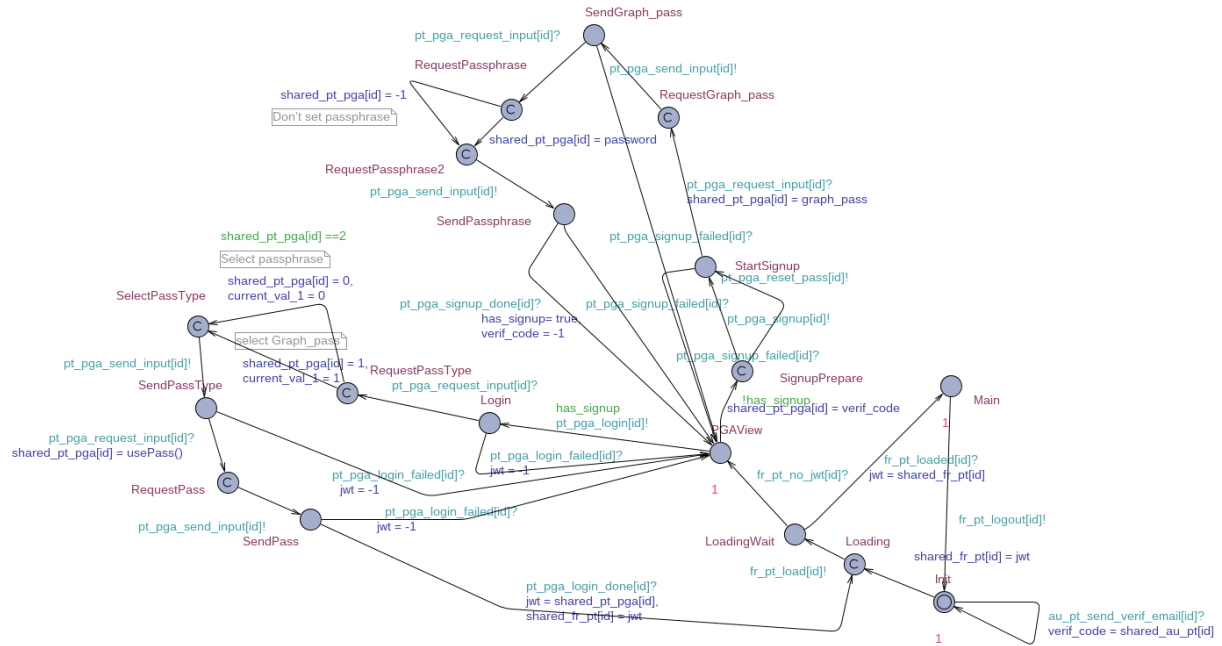 SendGraph_pass
pt_pga_request_input[id]?
RequestPassphrase
pt_pga_send_input[id]!
shared_pt_pga[id] = -1
RequestGraph_pass
Don't set passphrase
C
C
shared_pt_pga[id] = password
C
RequestPassphrase2
pt_pga_send_input[id]!
pt_pga_request_input[id]?
shared_pt_pga[id] = graph_pass
SendPassphrase
shared_pt_pga[id] ==2
pt_pga_signup_failed[id]?
Select passphrase
StartSignup
pt_pga_reset_pass[id]!
shared_pt_pga[id] = 0,
current_val_1 = 0
SelectPassType
pt_pga_signup_done[id]?
has_signup= true,
verif_code = -1
pt_pga_signup_failed[id]?
pt_pga_signup[id]!
C
select Graph_pass
pt_pga_send_input[id]!
shared_pt_pga[id] = 1,
current_val_1 = 1
RequestPassType
pt_pga_signup_failed[id]?
C
SignupPrepare
SendPassType
pt_pga_request_input[id]?
C
Login
!has_signup
shared_pt_pga[id] = verif_code
Main
1
has_signup
pt_pga_login[id]!
PGAView
pt_pga_request_input[id]?
shared_pt_pga[id] = usePass()
pt_pga_login_failed[id]?
jwt = -1
pt_pga_login_failed[id]?
jwt = -1
fr_pt_no_jwt[id]?
fr_pt_loaded[id]?
jwt = shared_fr_pt[id]
RequestPass
C
1
pt_pga_login_failed[id]?
jwt = -1
pt_pga_send_input[id]!
SendPass
fr_pt_logout[id]!
shared_fr_pt[id] = jwt
LoadingWait
Loading
C
fr_pt_load[id]!
Init
pt_pga_login_done[id]?
jwt = shared_pt_pga[id],
shared_fr_pt[id] = jwt
au_pt_send_verif_email[id]?
verif_code = shared_au_pt[id]
1